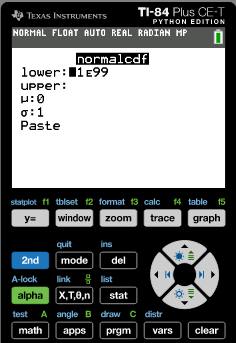 TEXAS INSTRUMENTS TI-84 Plus CE-T
PYTHON EDITION
NORMAL FLOAT AUTO REAL RADIAN MP
normalcdf
lower:-1E99
upper:
μ:0
σ:1
Paste
statplot f1 tblset f2 format f3 calc f4 table f5
y= window zoom trace graph
quit ins
2nd mode del
A-lock link list
alpha X,T,θ,n stat
test A angle B draw C distr
math apps prgm vars clear